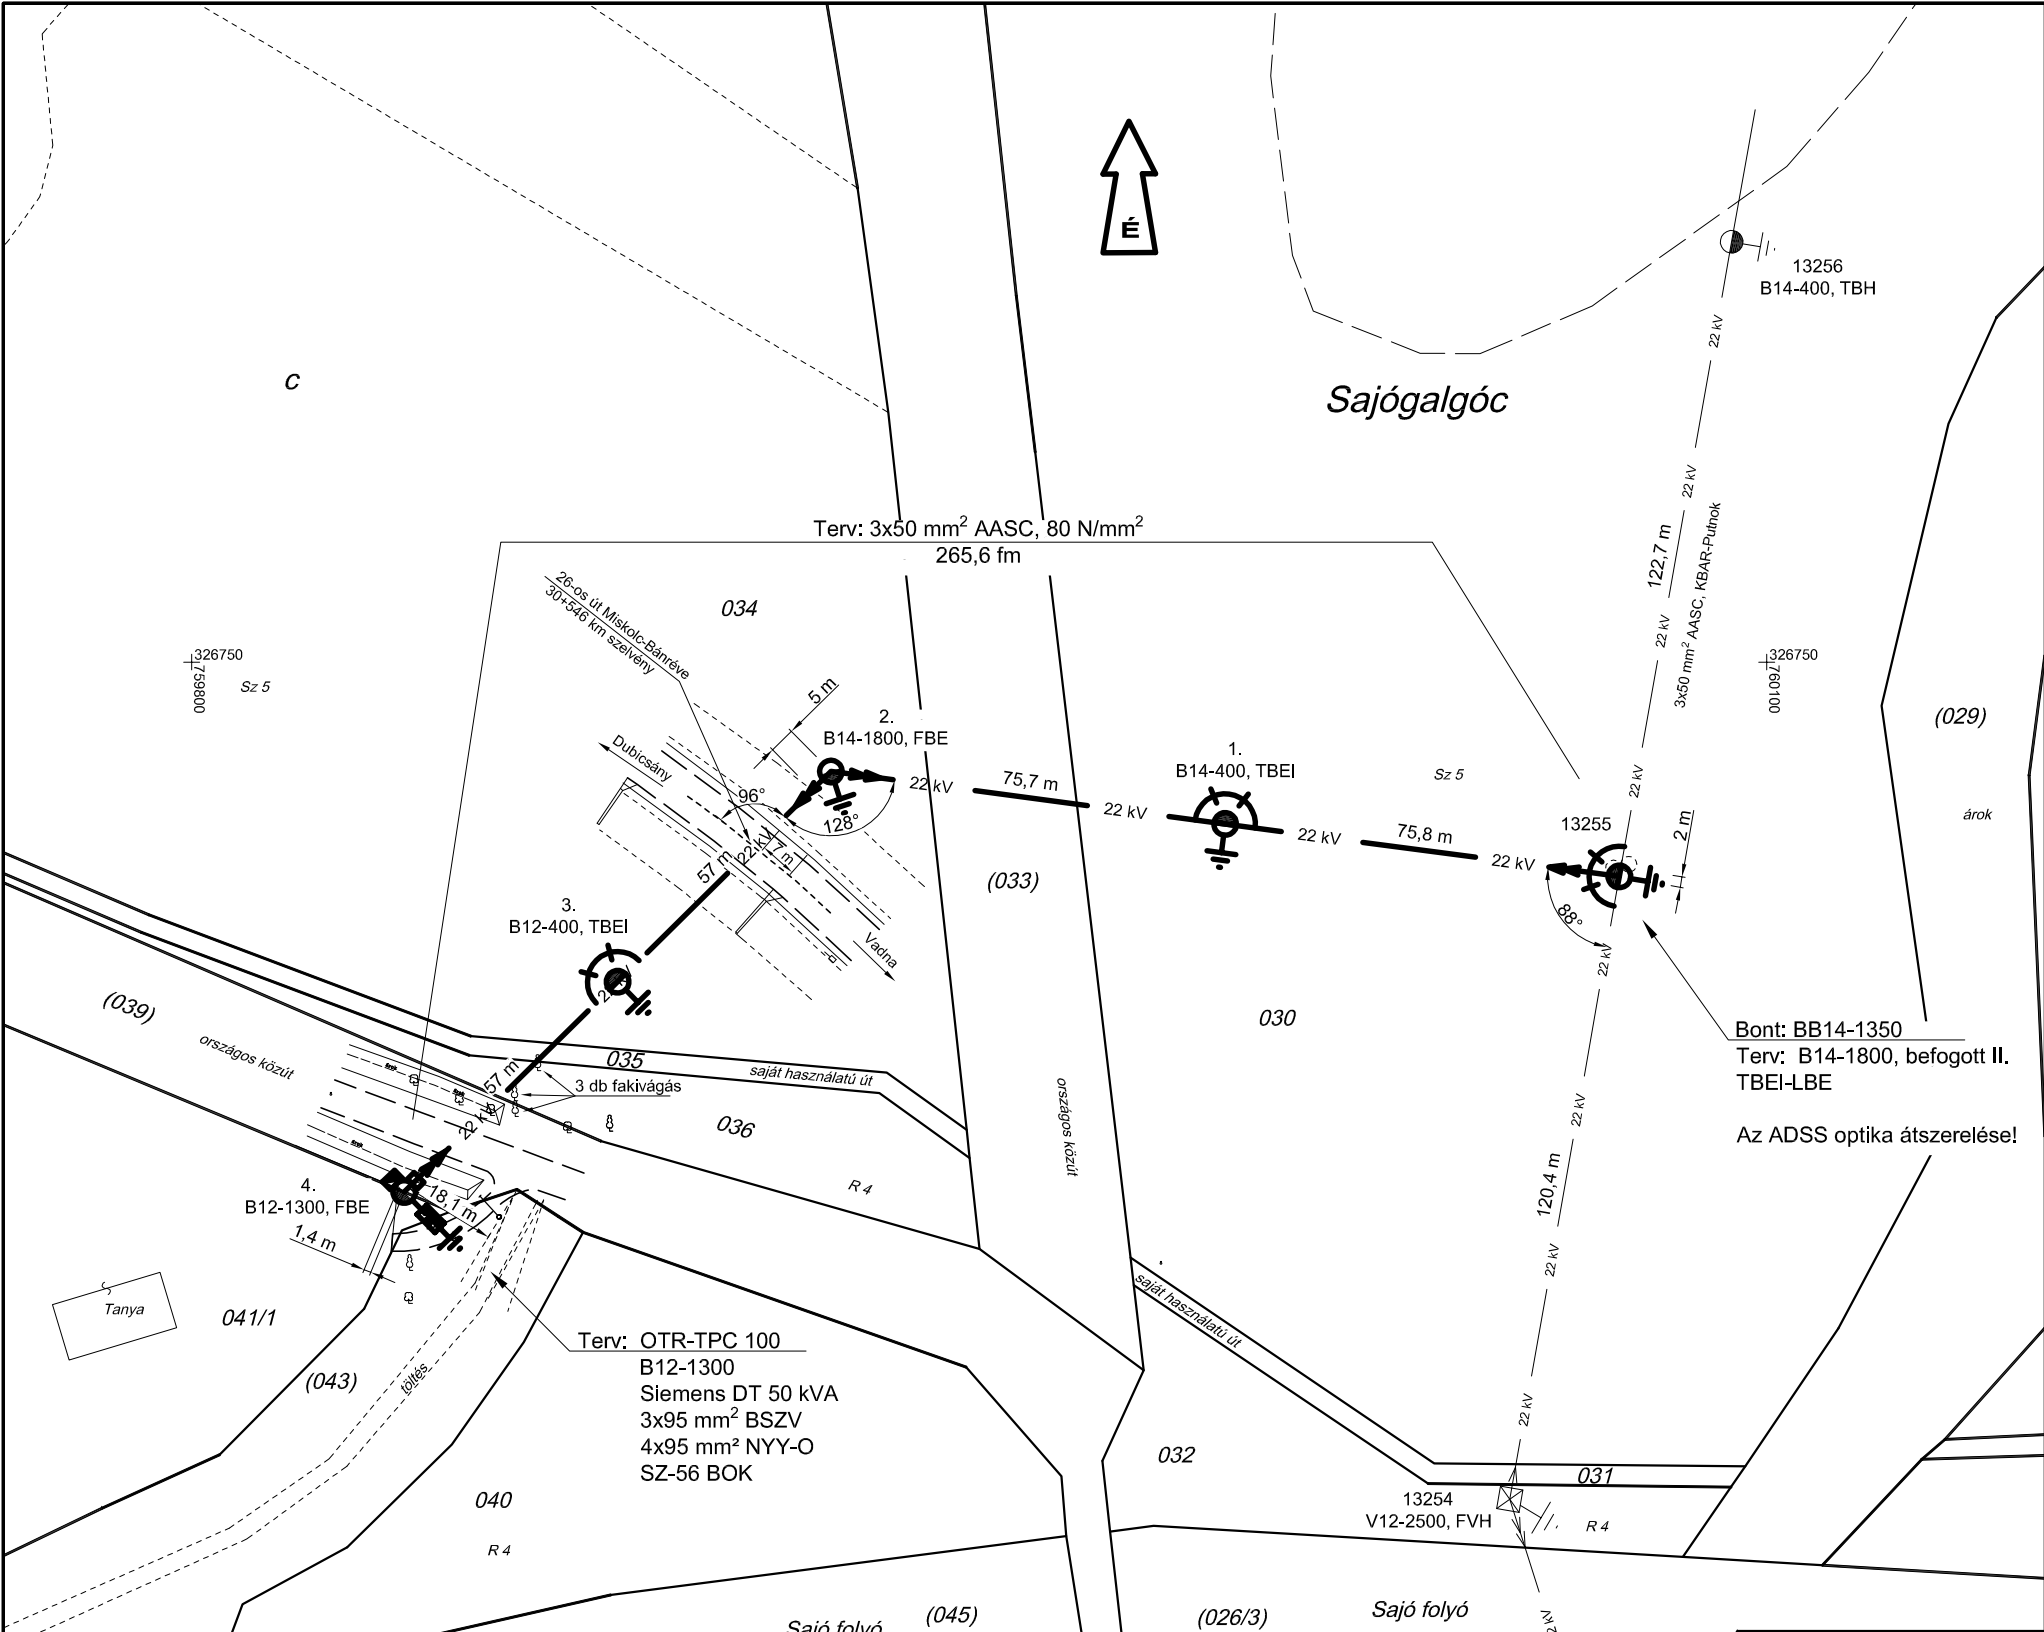 É
13256
B14-400, TBH
22 kV
c
Sajógalgóc
22 kV
Terv: 3x50 mm² AASC, 80 N/mm²
265,6 fm
122,7 m
3x50 mm² AASC, KBAR-Putnok
22 kV
26-os út Miskolc-Bánréve
30+546 km szelvény
034
326750
759800
Sz 5
326750
760100
(029)
5 m
2.
B14-1800, FBE
Dubicsány
1.
B14-400, TBEI
Sz 5
22 kV
75,7 m
22 kV
22 kV
75,8 m
22 kV
22 kV
96°
128°
13255
2 m
árok
22 kV
7 m
57 m
(033)
88°
3.
B12-400, TBEI
Vadna
22 kV
(039)
országos közút
030
Bont: BB14-1350
Terv: B14-1800, befogott II.
TBEI-LBE
Az ADSS optika átszerelése!
035
saját használatú út
57 m
3 db fakivágás
országos közút
22 kV
036
22 kV
4.
B12-1300, FBE
18,1 m
R 4
120,4 m
1,4 m
22 kV
Tanya
041/1
saját használatú út
Terv: OTR-TPC 100
B12-1300
Siemens DT 50 kVA
3x95 mm² BSZV
4x95 mm² NYY-O
SZ-56 BOK
(043)
töltés
22 kV
032
031
040
13254
V12-2500, FVH
R 4
R 4
Sajó folyó
(045)
(026/3)
Sajó folyó